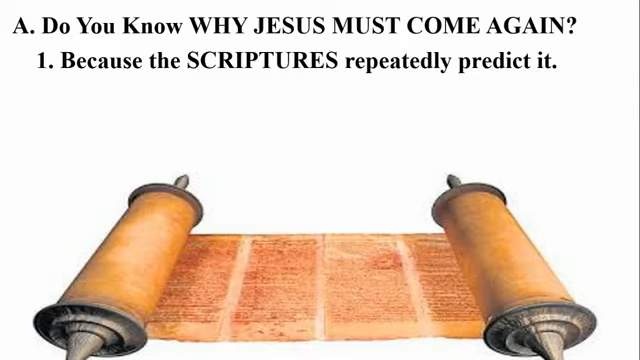 A. Do You Know WHY JESUS MUST COME AGAIN?
1. Because the SCRIPTURES repeatedly predict it.